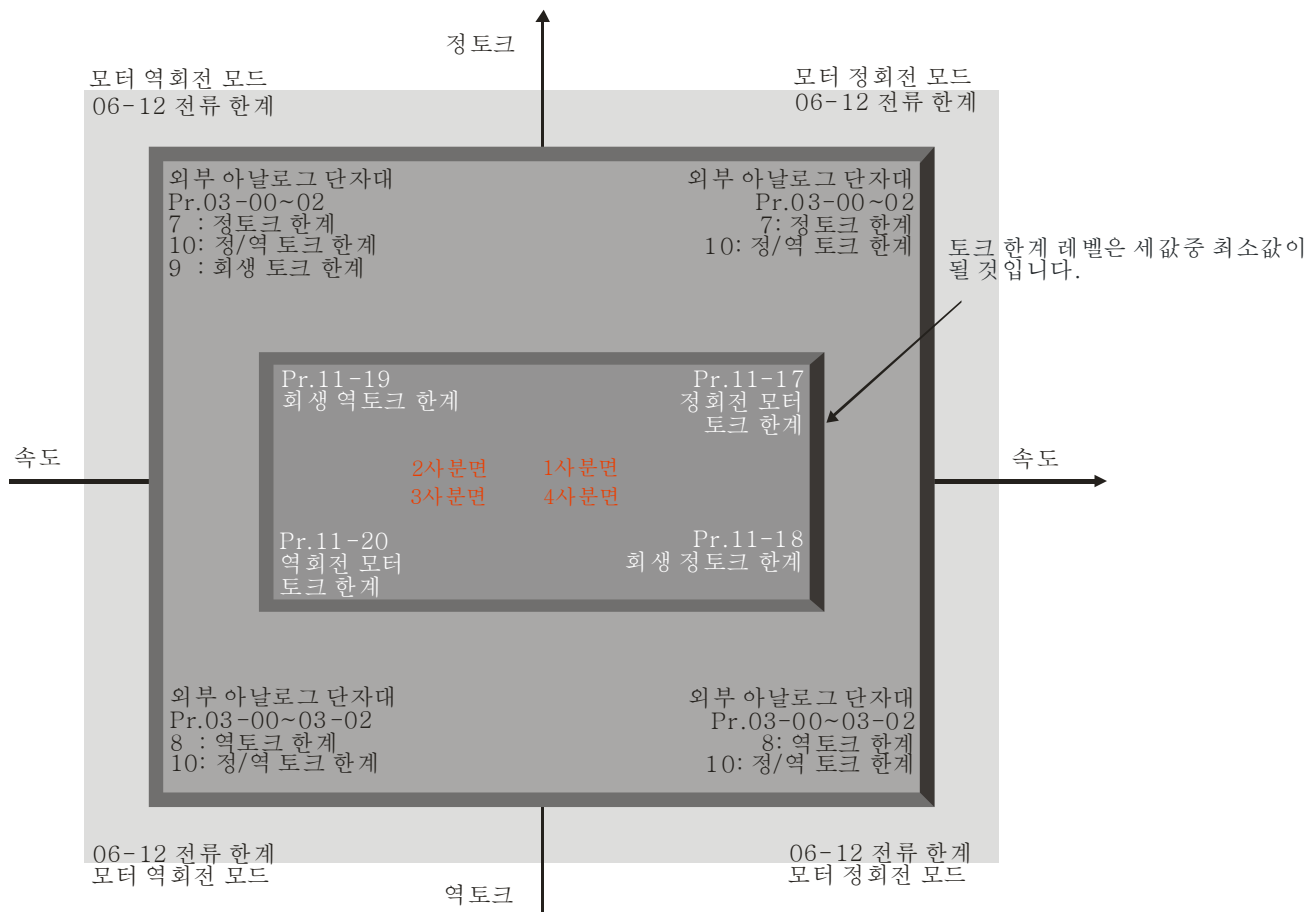 정토크
모터 역회전 모드
06-12 전류 한계
모터 정회전 모드
06-12 전류 한계
외부 아날로그 단자대
Pr.03-00~02
7 : 정토크 한계
10: 정/역 토크 한계
9 : 회생 토크 한계
외부 아날로그 단자대
Pr.03-00~02
7: 정토크 한계
10: 정/역 토크 한계
토크 한계 레벨은 세값중 최소값이
될 것입니다.
Pr.11-19
회생 역토크 한계
Pr.11-17
정회전 모터
토크 한계
속도
2사분면
1사분면
속도
3사분면
4사분면
Pr.11-20
역회전 모터
토크 한계
Pr.11-18
회생 정토크 한계
외부 아날로그 단자대
Pr.03-00~03-02
8 : 역토크 한계
10: 정/역 토크 한계
외부 아날로그 단자대
Pr.03-00~03-02
8: 역토크 한계
10: 정/역 토크 한계
06-12 전류 한계
모터 역회전 모드
06-12 전류 한계
모터 정회전 모드
역토크